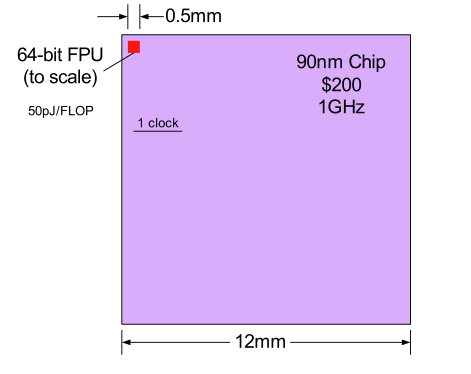 0.5mm
64-bit FPU
(to scale)
50pJ/FLOP
90nm Chip
$200
1GHz
1 clock
12mm